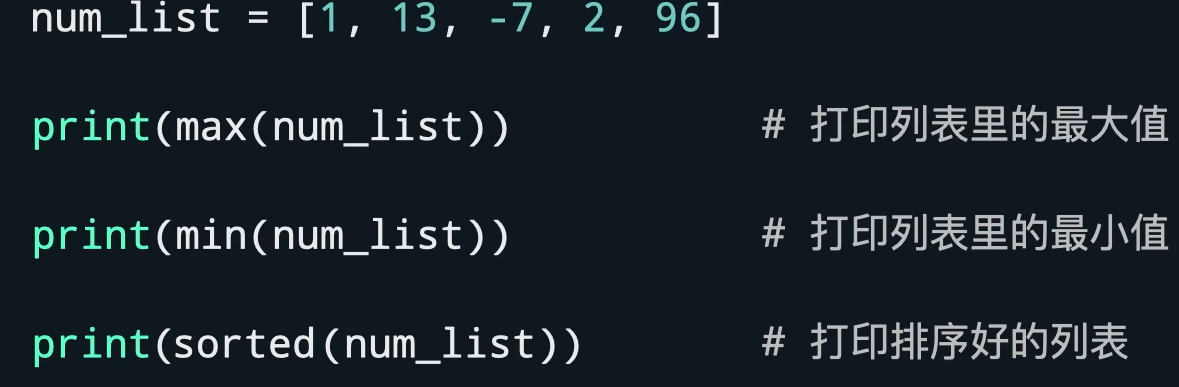 num_list = [1, 13, -7, 2, 96]
print(max(num_list)) # 打印列表里的最大值
print(min(num_list)) # 打印列表里的最小值
print(sorted(num_list)) # 打印排序好的列表